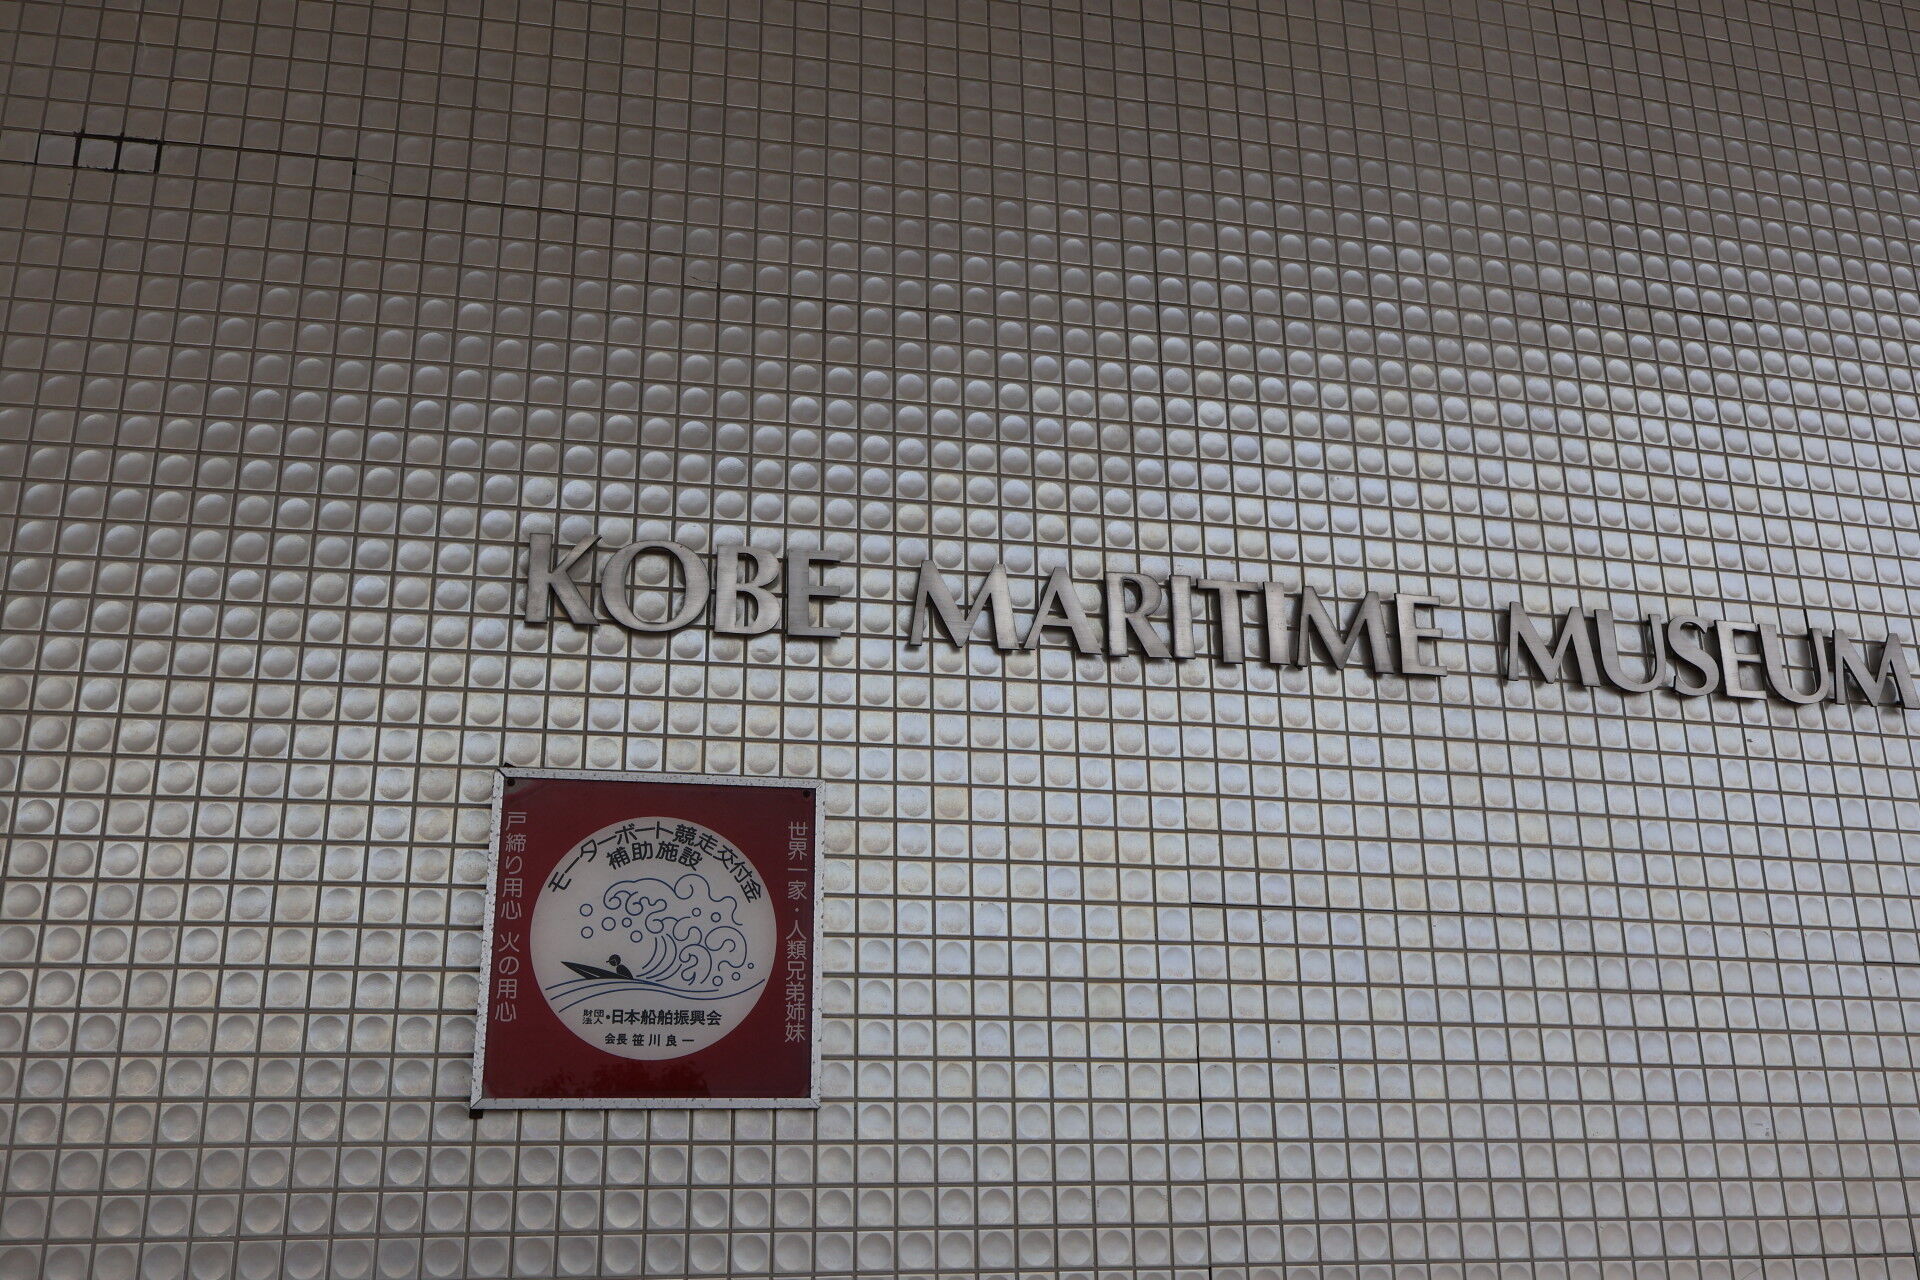 KOBE MARITIME MUSEUM
世界一家・人類兄弟姉妹
モーターボート競走交付金
補助施設
財団法人・日本船舶振興会
会長 笹川良一
戸締り用心 火の用心